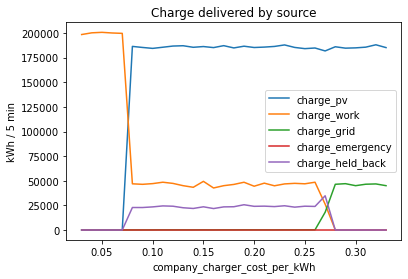 Charge delivered by source
kWh / 5 min
200000
175000
150000
125000
100000
75000
50000
25000
0
charge_pv
charge_work
charge_grid
charge_emergency
charge_held_back
0.05
0.10
0.15
0.20
0.25
0.30
company_charger_cost_per_kWh